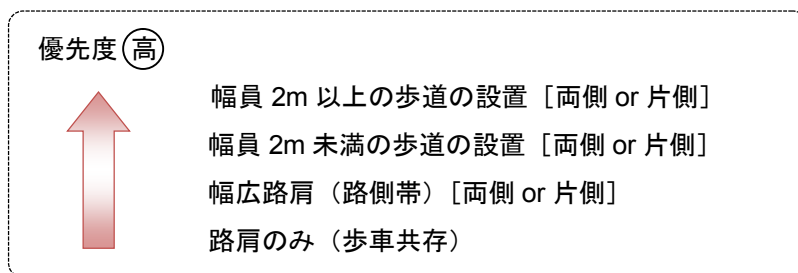 優先度高
幅員 2m 以上の歩道の設置［両側 or 片側］
幅員 2m 未満の歩道の設置［両側 or 片側］
幅広路肩（路側帯）［両側 or 片側］
路肩のみ（歩車共存）